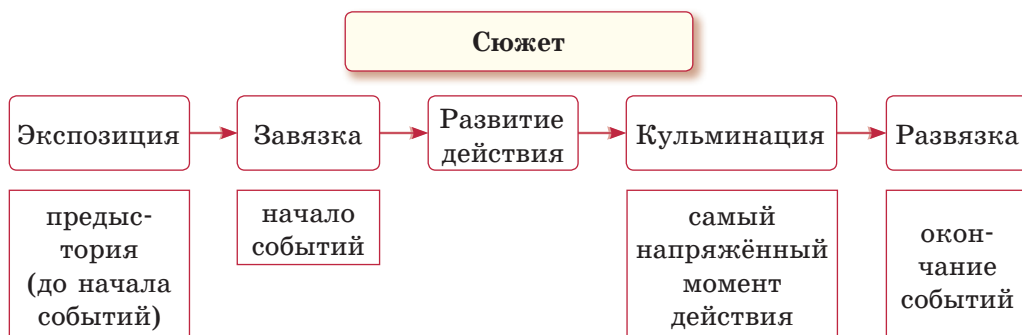 Сюжет
Экспозиция
Завязка
Развитие
действия
Кульминация
Развязка
предыс-
тория
(до начала
событий)
начало
событий
самый
напряжённый
момент
действия
окон-
чание
событий